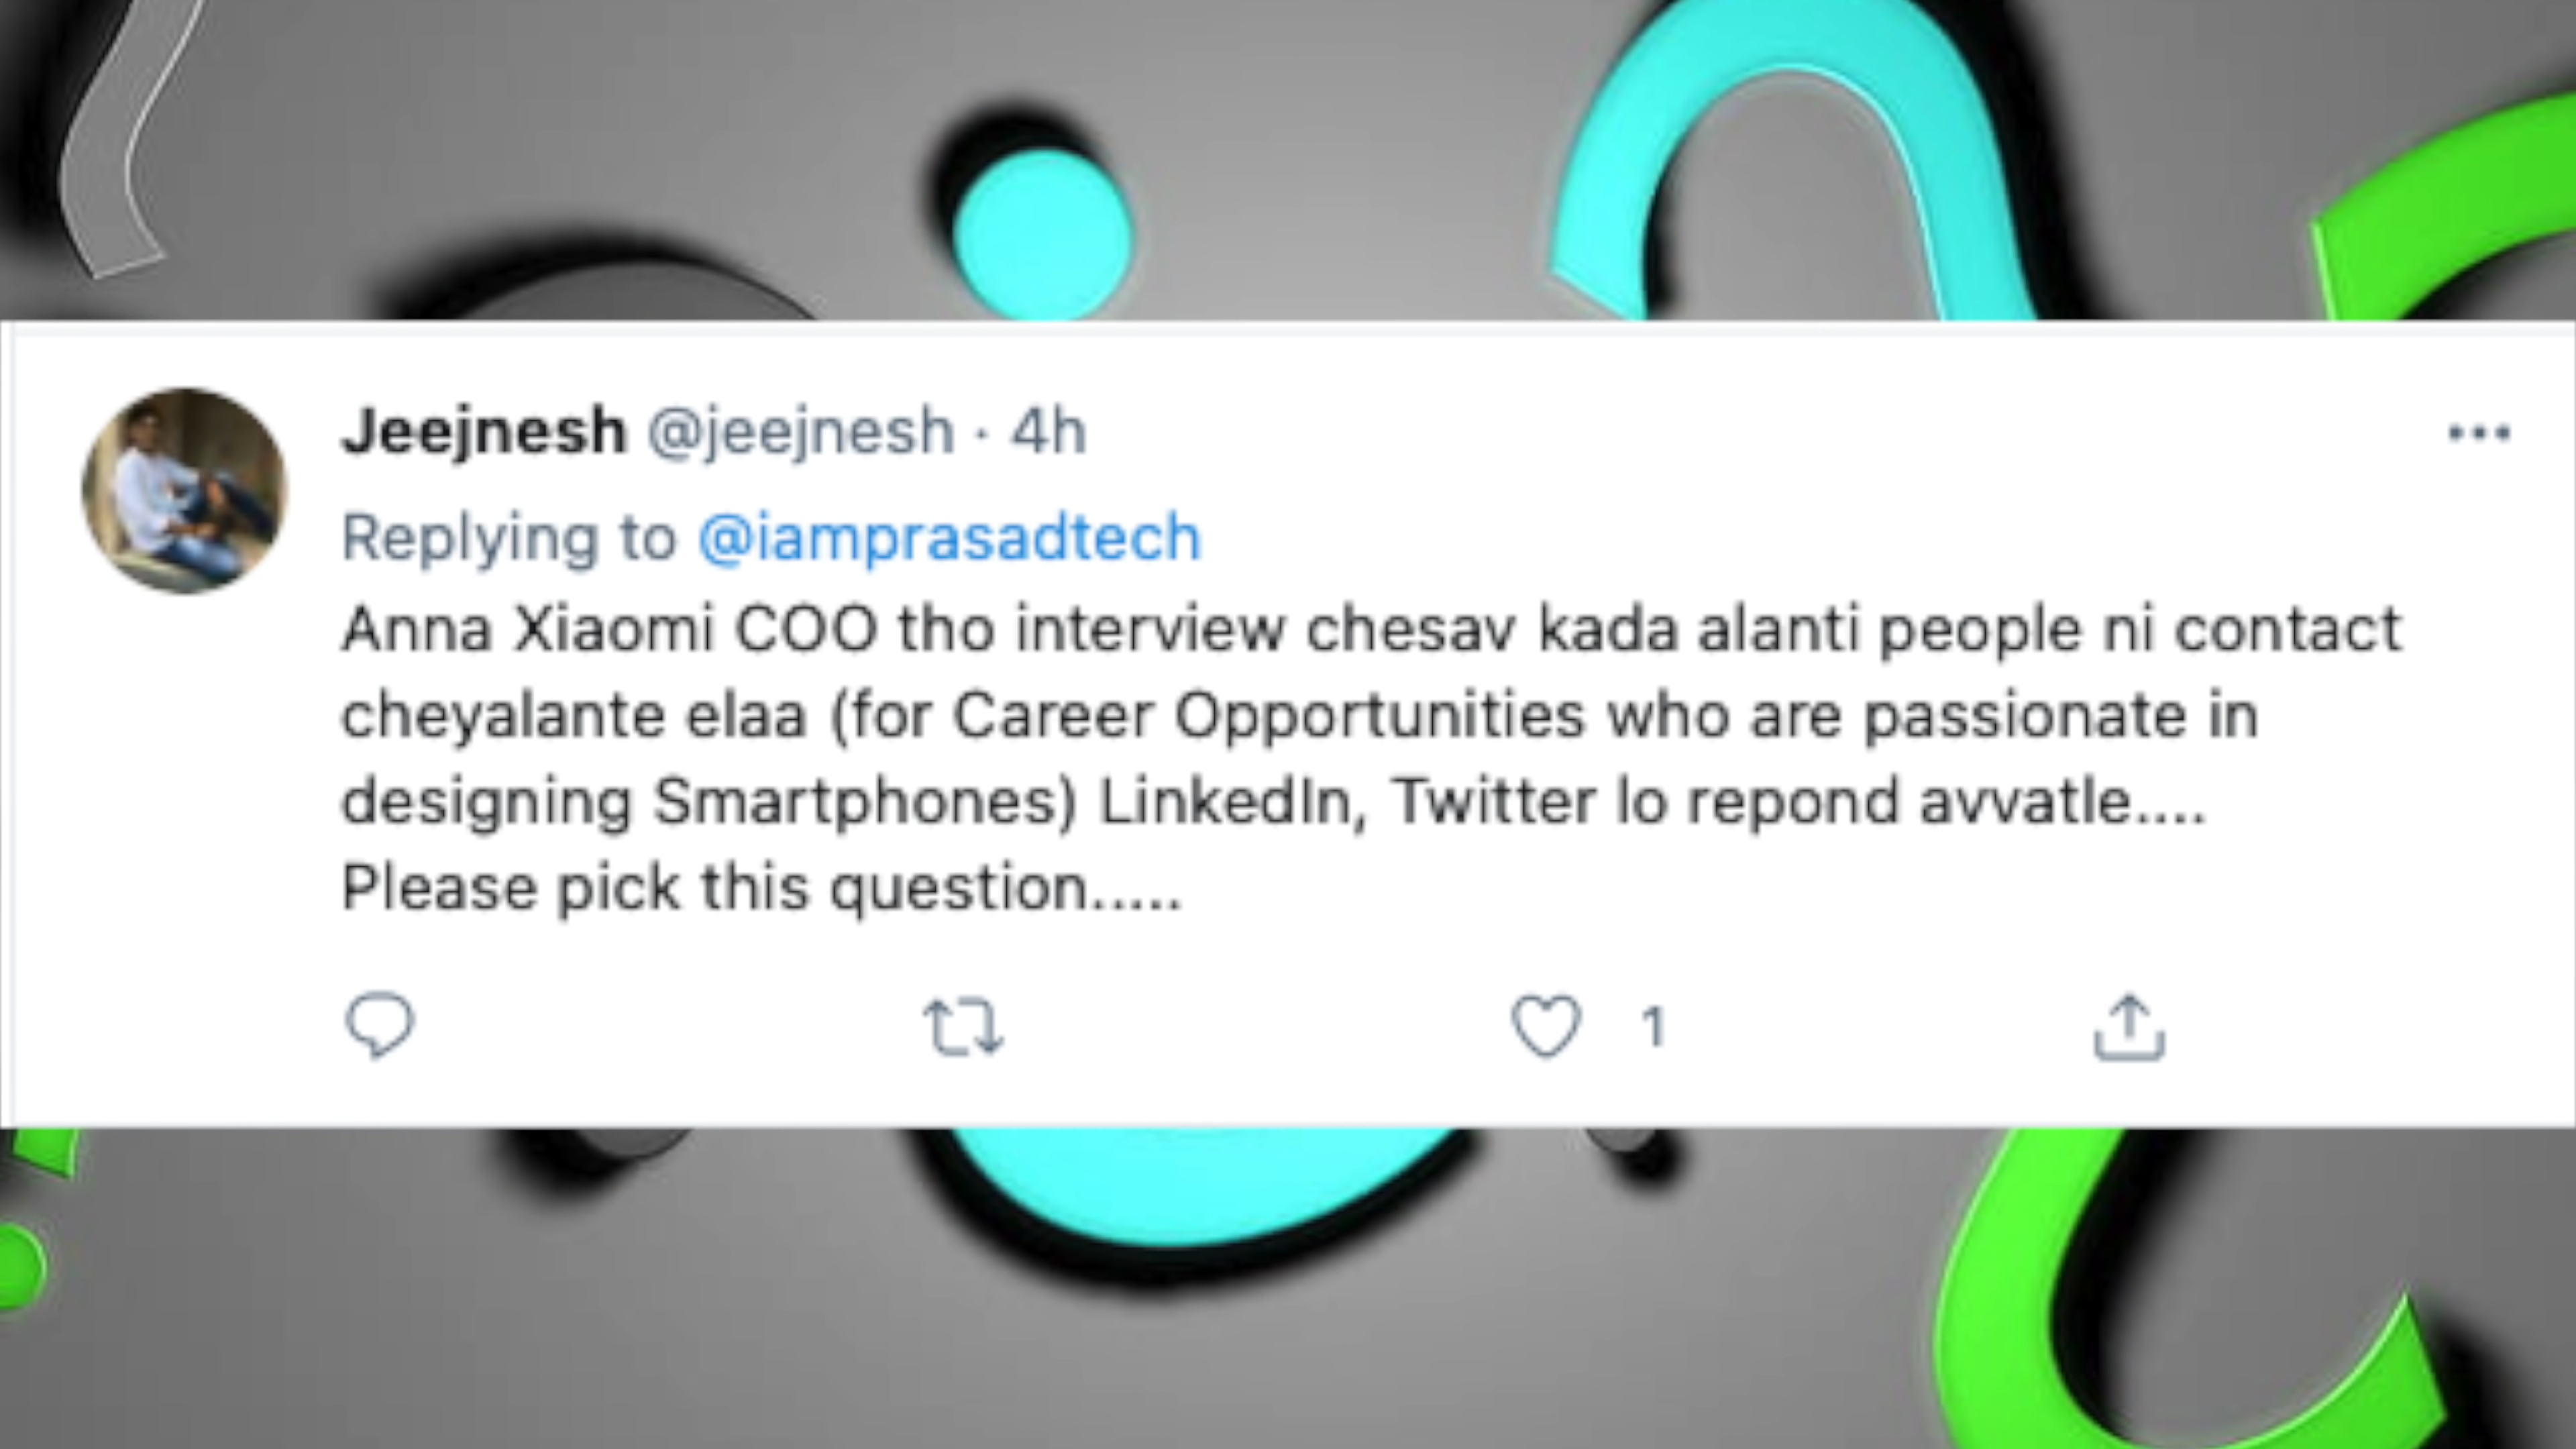 Jeejnesh @jeejnesh · 4h
Replying to @iamprasadtech
Anna Xiaomi COO tho interview chesav kada alanti people ni contact
cheyalante elaa (for Career Opportunities who are passionate in
designing Smartphones) LinkedIn, Twitter lo repond avvatle....
Please pick this question.....
1